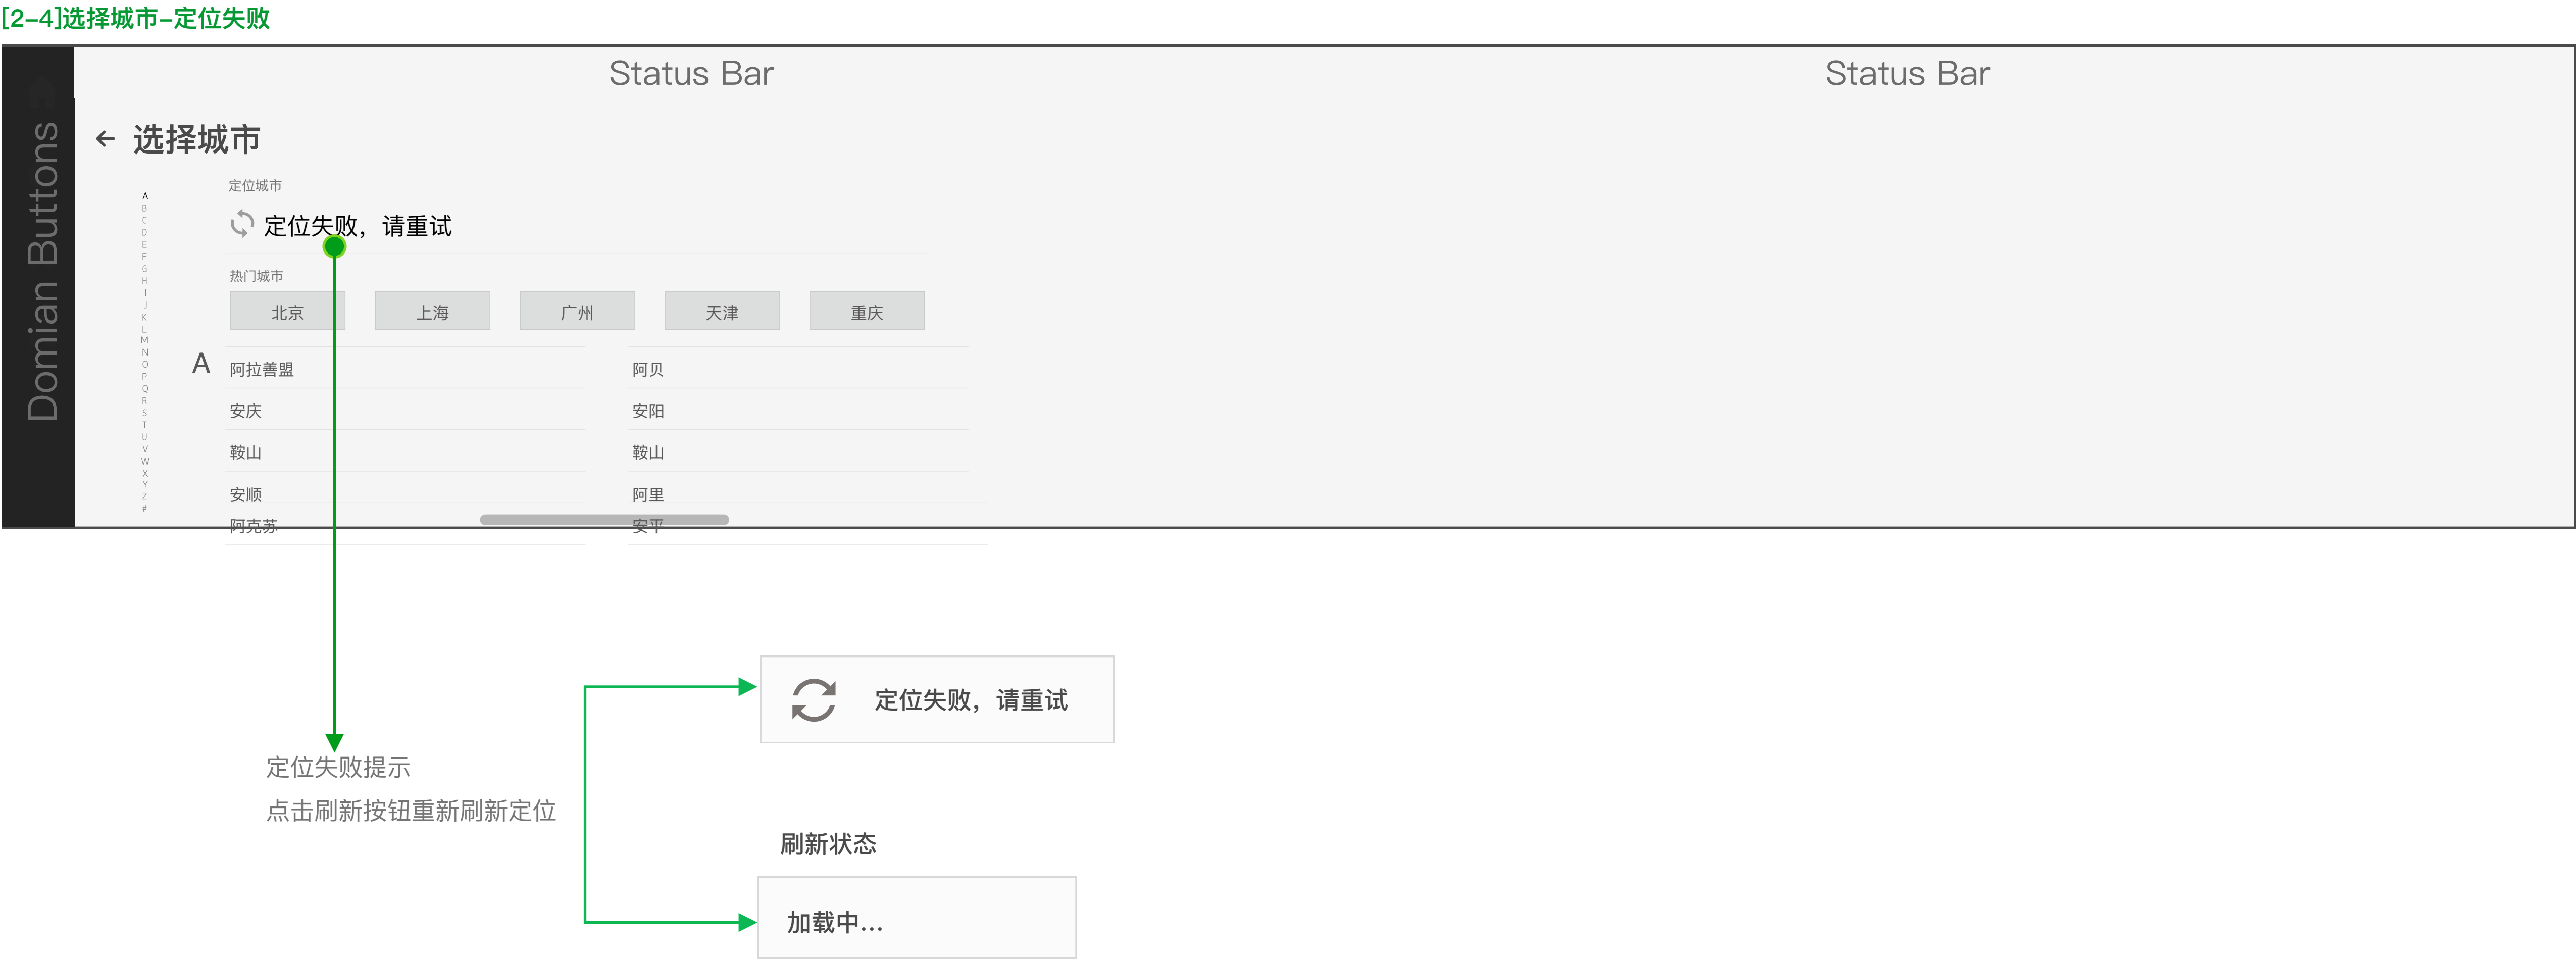 [2-4]选择城市-定位失败
Status Bar
Status Bar
Domian Buttons
选择城市
定位城市
定位失败，请重试
热门城市
北京
上海
广州
天津
重庆
A
B
C
D
E
F
G
H
I
J
K
L
M
N
O
P
Q
R
S
T
U
V
W
X
Y
Z
#
A
阿拉善盟
阿贝
安庆
安阳
鞍山
鞍山
安顺
阿里
阿克苏
安平
定位失败，请重试
定位失败提示
点击刷新按钮重新刷新定位
刷新状态
加载中...